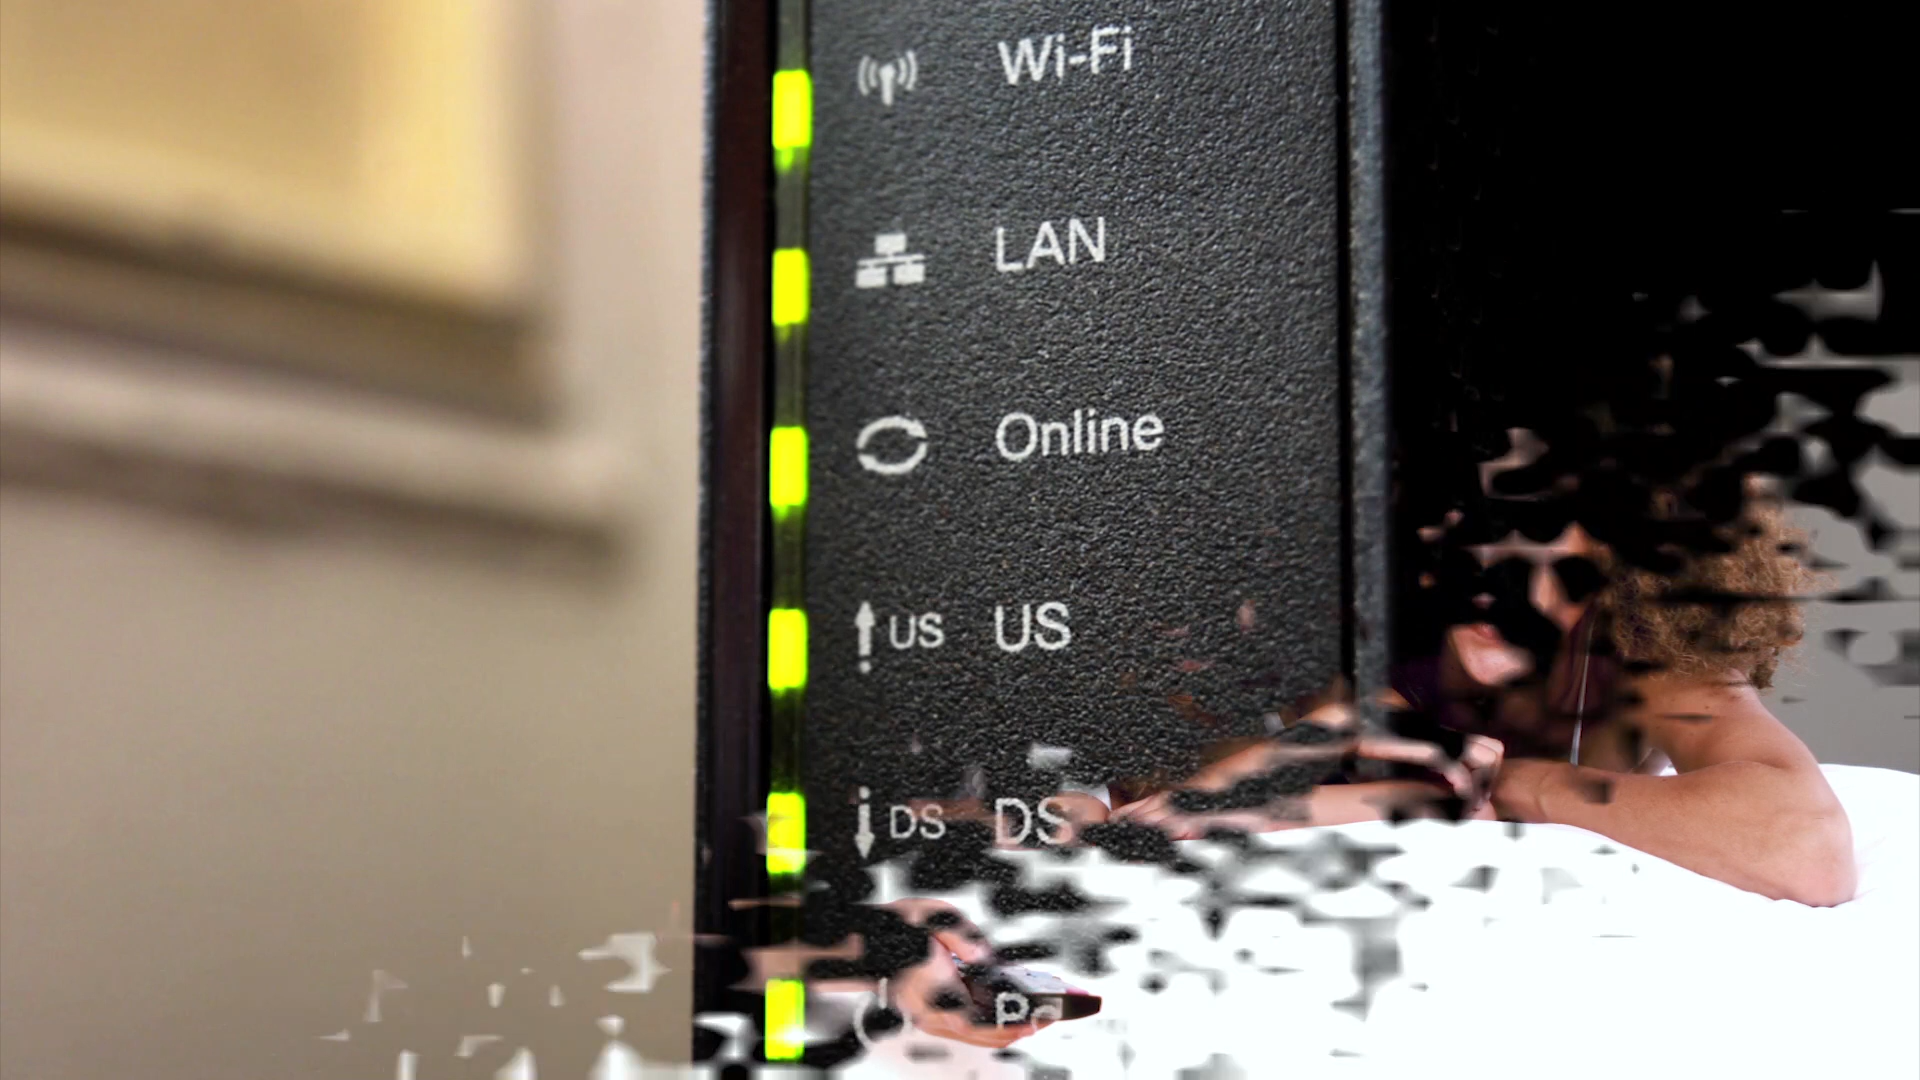 Wi-Fi
LAN
Online
US US
DS DS